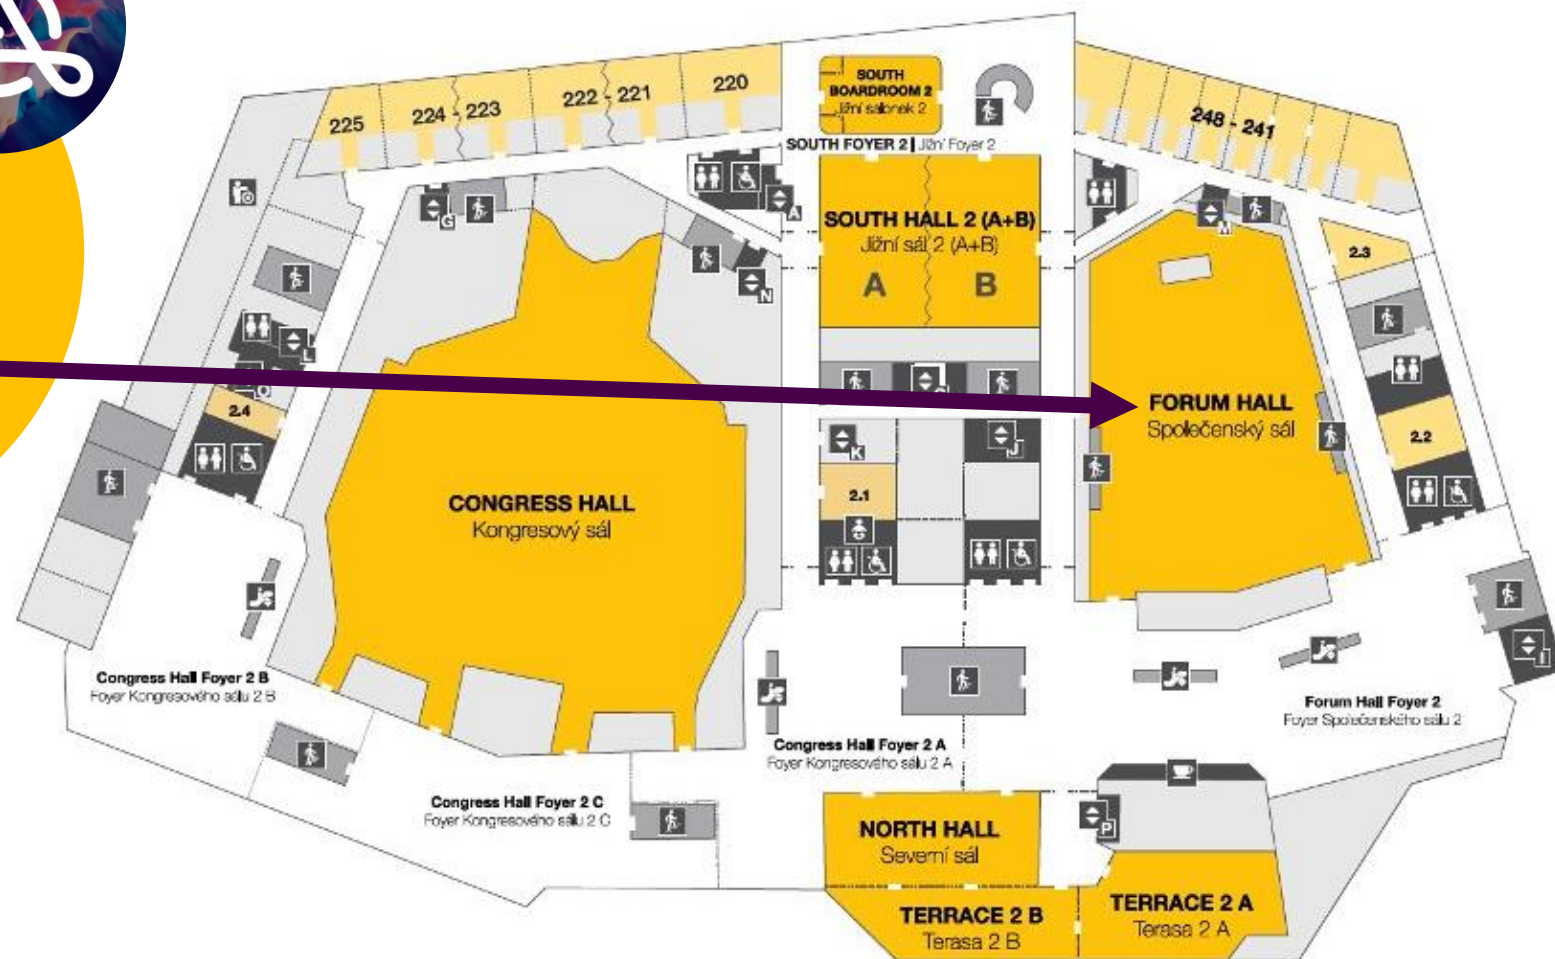 225
224 - 223
222 - 221
220
SOUTH
BOARDROOM 2
Jižní salonek 2
248 - 241
SOUTH FOYER 2 | Jižní Foyer 2
G
A
N
SOUTH HALL 2 (A+B)
Jižní sál 2 (A+B)
A B
M
2.3
L
2.4
FORUM HALL
Společenský sál
2.2
K
J
2.1
CONGRESS HALL
Kongresový sál
I
Congress Hall Foyer 2 B
Foyer Kongresového sálu 2 B
Forum Hall Foyer 2
Foyer Společenského sálu 2
Congress Hall Foyer 2 A
Foyer Kongresového sálu 2 A
Congress Hall Foyer 2 C
Foyer Kongresového sálu 2 C
P
NORTH HALL
Severní sál
TERRACE 2 B
Terasa 2 B
TERRACE 2 A
Terasa 2 A